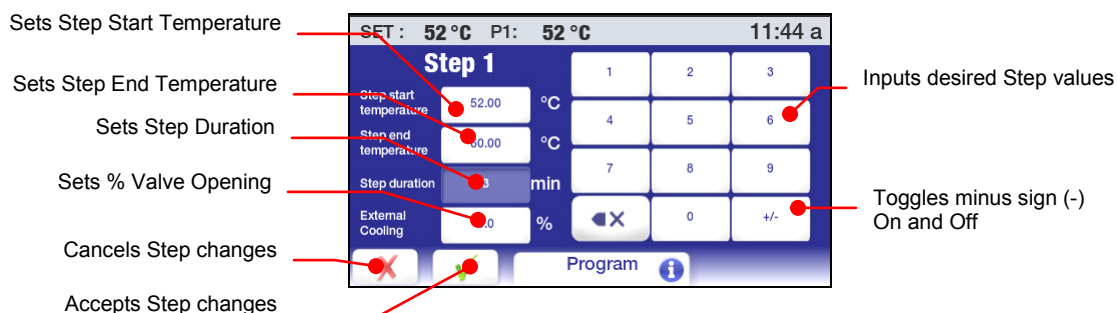 Sets Step Start Temperature
Sets Step End Temperature
Sets Step Duration
Sets % Valve Opening
Cancels Step changes
Accepts Step changes
SET : 52 °C P1: 52 °C 11:44 a
Step 1
Step start
temperature
52.00 °C
Step end
temperature
60.00 °C
Step duration
3 min
External
Cooling
%
1 2 3
4 5 6
7 8 9
0 +/-
Program
Inputs desired Step values
Toggles minus sign (-)
On and Off